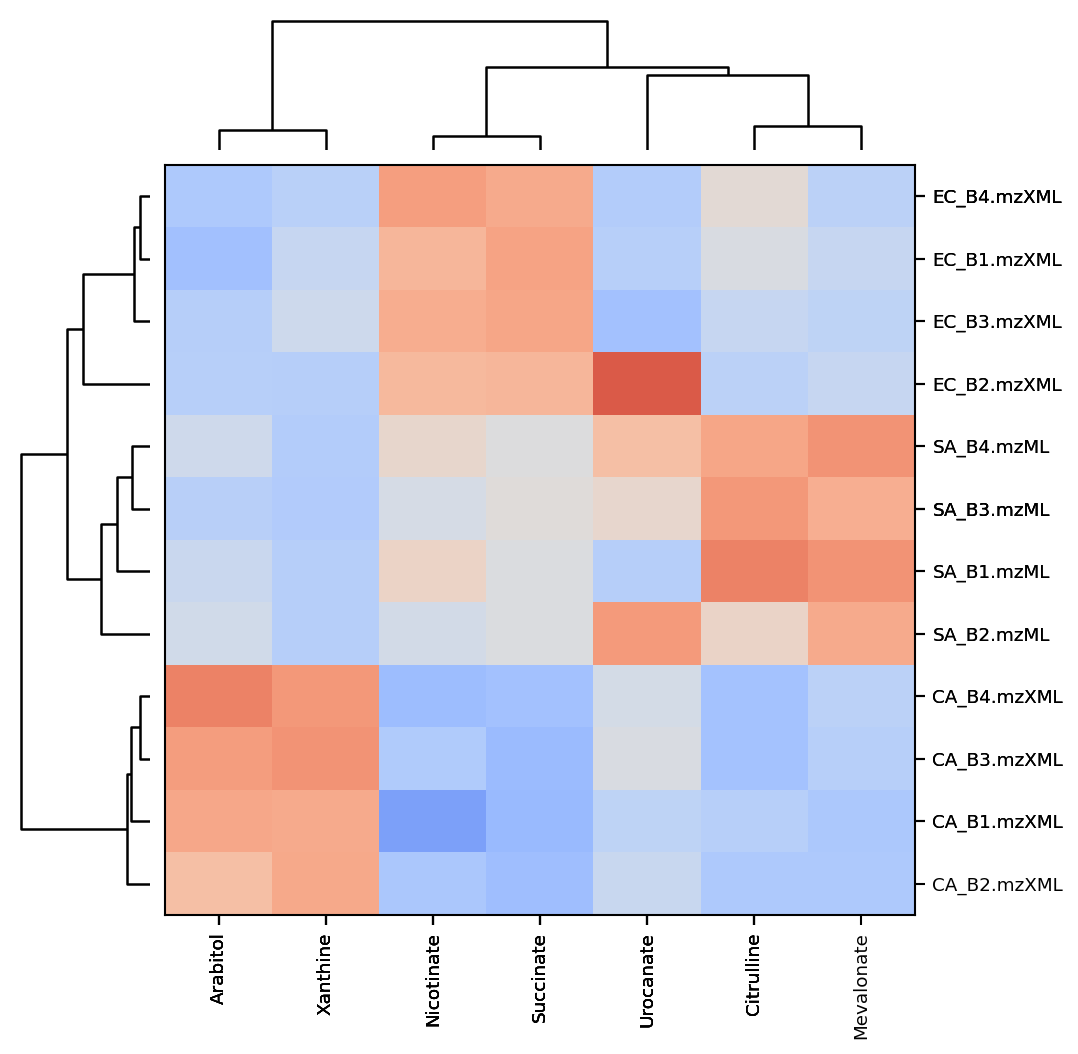 EC_B4.mzXML
EC_B1.mzXML
EC_B3.mzXML
EC_B2.mzXML
SA_B4.mzML
SA_B3.mzML
SA_B1.mzML
SA_B2.mzML
CA_B4.mzXML
CA_B3.mzXML
CA_B1.mzXML
CA_B2.mzXML
Arabitol
Xanthine
Nicotinate
Succinate
Urocanate
Citrulline
Mevalonate